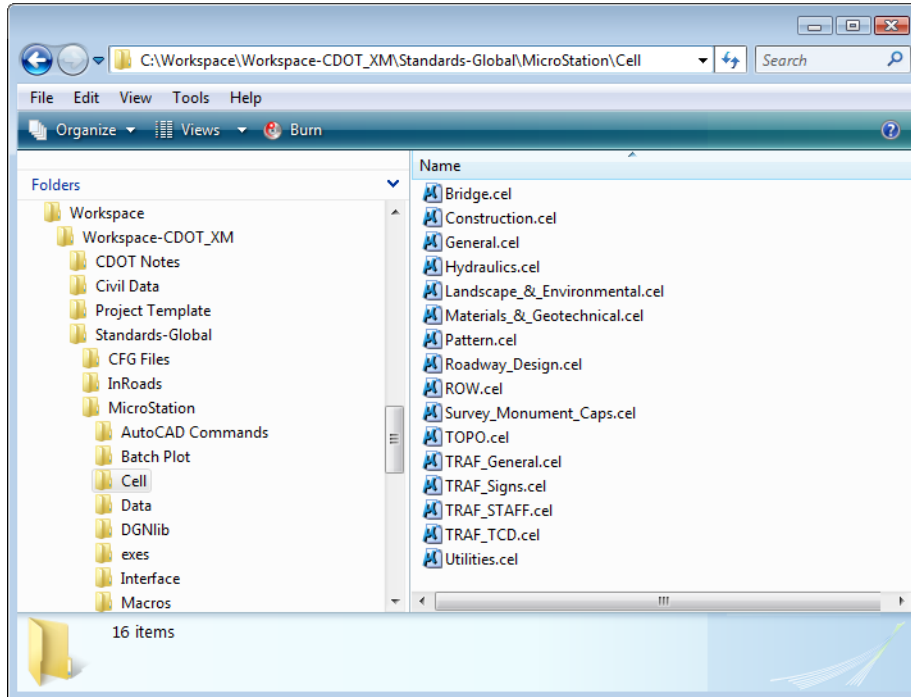 C:\Workspace\Workspace-CDOT_XM\Standards-Global\MicroStation\Cell
Search
File Edit View Tools Help
Organize Views Burn
Folders
Workspace
Workspace-CDOT_XM
CDOT Notes
Civil Data
Project Template
Standards-Global
CFG Files
InRoads
MicroStation
AutoCAD Commands
Batch Plot
Cell
Data
DGNlib
exes
Interface
Macros
Name
Bridge.cel
Construction.cel
General.cel
Hydraulics.cel
Landscape_&_Environmental.cel
Materials_&_Geotechnical.cel
Pattern.cel
Roadway_Design.cel
ROW.cel
Survey_Monument_Caps.cel
TOPO.cel
TRAF_General.cel
TRAF_Signs.cel
TRAF_STAFF.cel
TRAF_TCD.cel
Utilities.cel
16 items